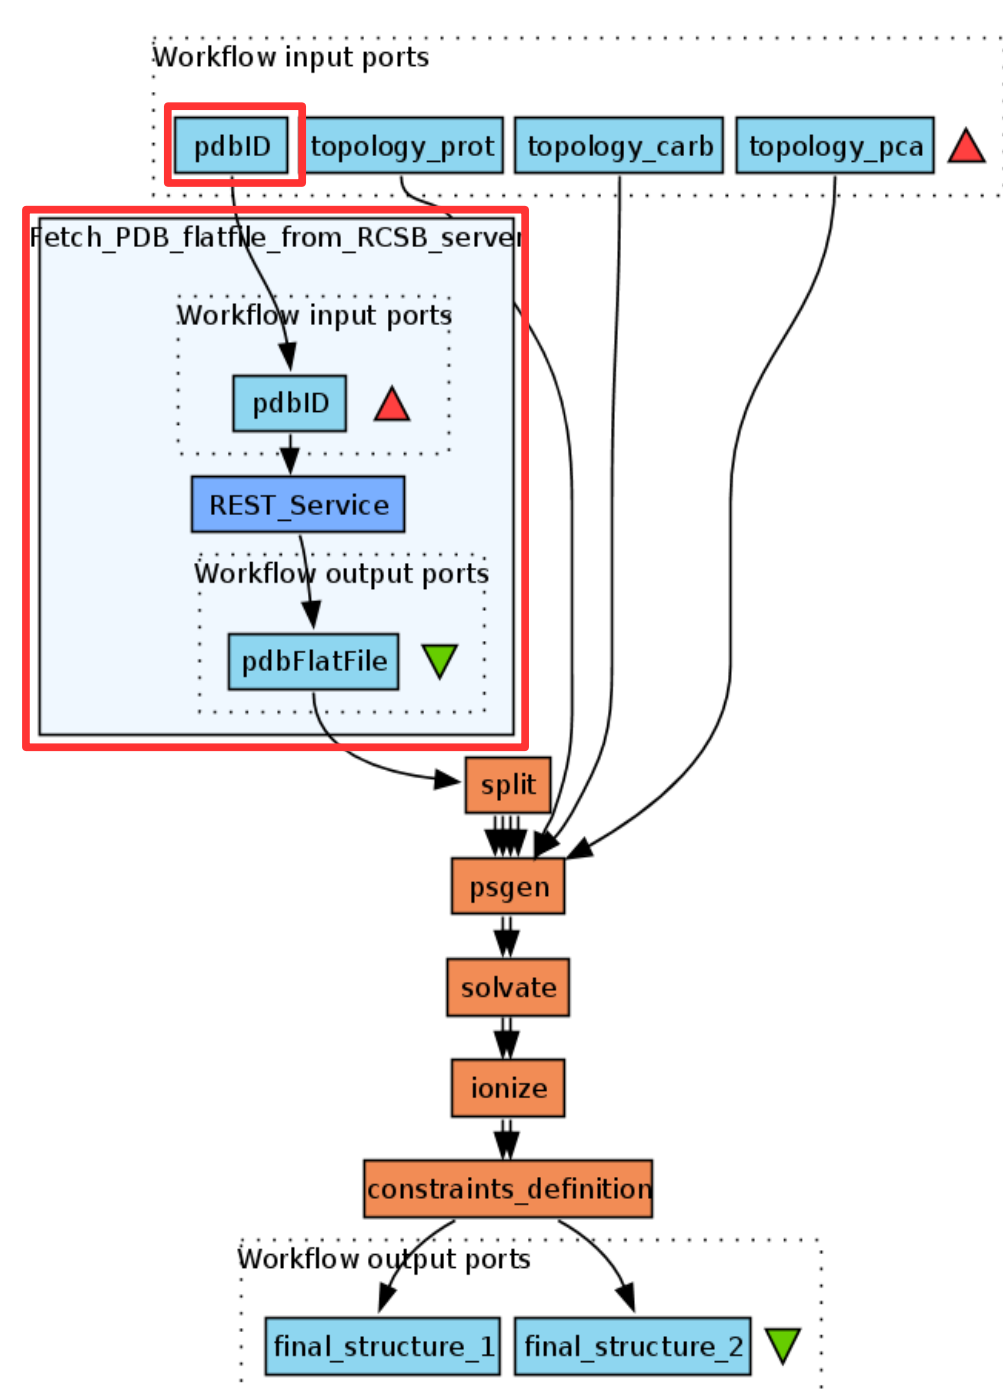 Workflow input ports
pdbID
topology_prot
topology_carb
topology_pca
Fetch_PDB_flatfile_from_RCSB_server
Workflow input ports
pdbID
REST_Service
Workflow output ports
pdbFlatFile
split
psgen
solvate
ionize
constraints_definition
Workflow output ports
final_structure_1
final_structure_2